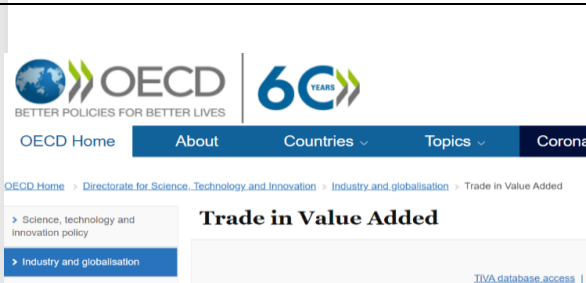 OECD
60 YEARS
BETTER POLICIES FOR BETTER LIVES
OECD Home About Countries Topics Corona
OECD Home > Directorate for Science, Technology and Innovation > Industry and globalisation > Trade in Value Added
> Science, technology and
innovation policy
Trade in Value Added
> Industry and globalisation
TiVA database access |